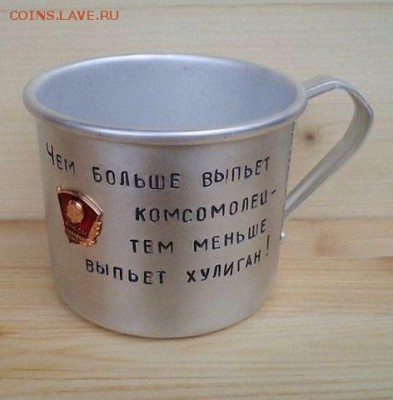 COINS.LAVE.RU
ЧЕМ БОЛЬШЕ ВЫПЬЕТ
КОМСОМОЛЕЦ-
ТЕМ МЕНЬШЕ
ВЫПЬЕТ ХУЛИГАН!